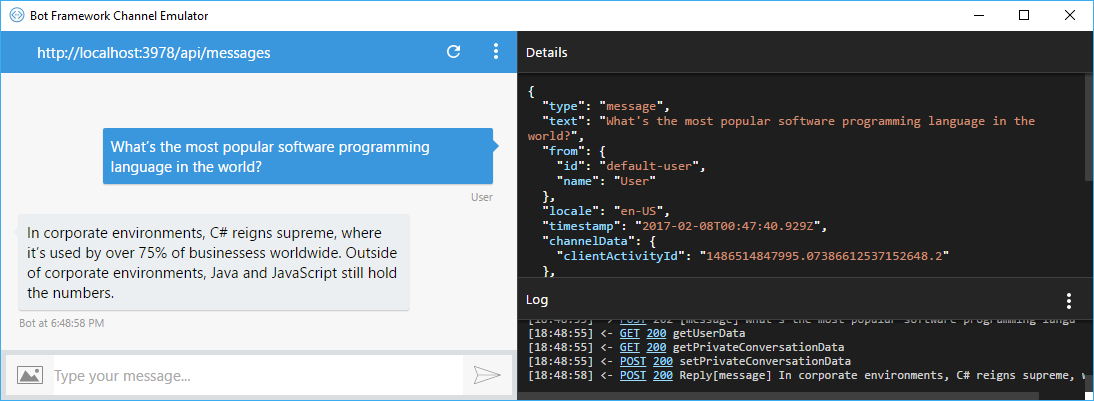 Bot Framework Channel Emulator
http://localhost:3978/api/messages
What's the most popular software programming
language in the world?
User
In corporate environments, C# reigns supreme, where
it's used by over 75% of businessess worldwide. Outside
of corporate environments, Java and JavaScript still hold
the numbers.
Bot at 6:48:58 PM
Type your message...
Details
{
"type": "message",
"text": "What's the most popular software programming language in the
world?",
"from": {
"id": "default-user",
"name": "User"
},
"locale": "en-US",
"timestamp": "2017-02-08T00:47:40.929Z",
"channelData": {
"clientActivityId": "1486514847995.07386612537152648.2"
},
Log
[18:48:55] -> POST 202 [message] What's the most popular software programming langu
[18:48:55] <- GET 200 getUserData
[18:48:55] <- GET 200 getPrivateConversationData
[18:48:55] <- POST 200 setPrivateConversationData
[18:48:58] <- POST 200 Reply[message] In corporate environments, C# reigns supreme,